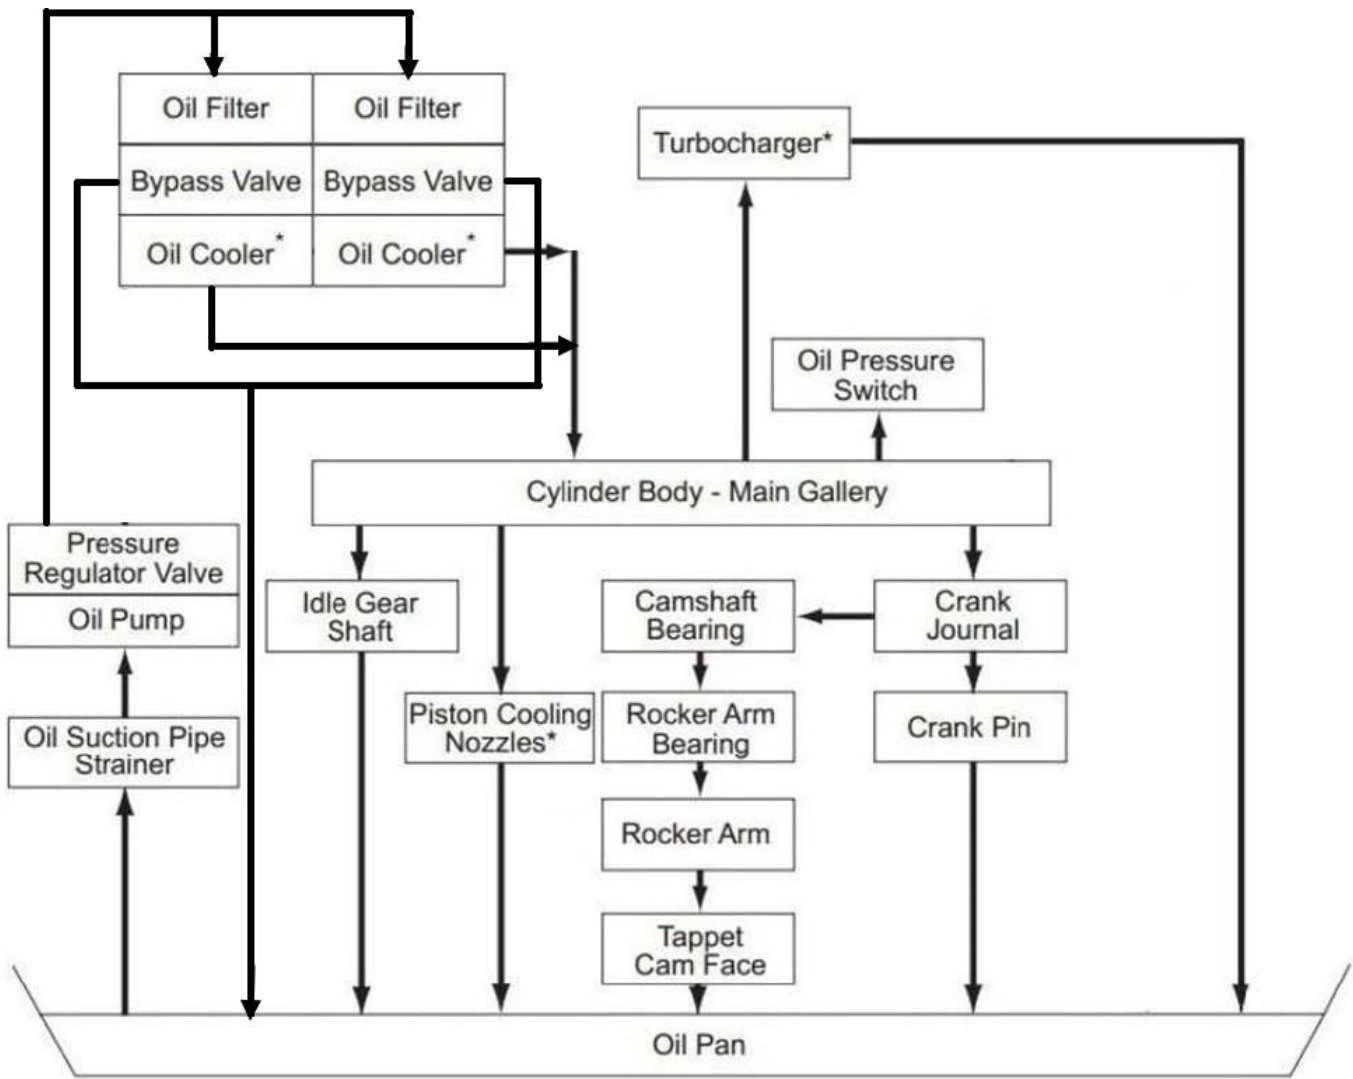 Oil Filter
Oil Filter
Turbocharger*
Bypass Valve
Bypass Valve
Oil Cooler*
Oil Cooler*
Oil Pressure
Switch
Cylinder Body - Main Gallery
Pressure
Regulator Valve
Oil Pump
Idle Gear
Shaft
Camshaft
Bearing
Crank
Journal
Oil Suction Pipe
Strainer
Piston Cooling
Nozzles*
Rocker Arm
Bearing
Crank Pin
Rocker Arm
Tappet
Cam Face
Oil Pan